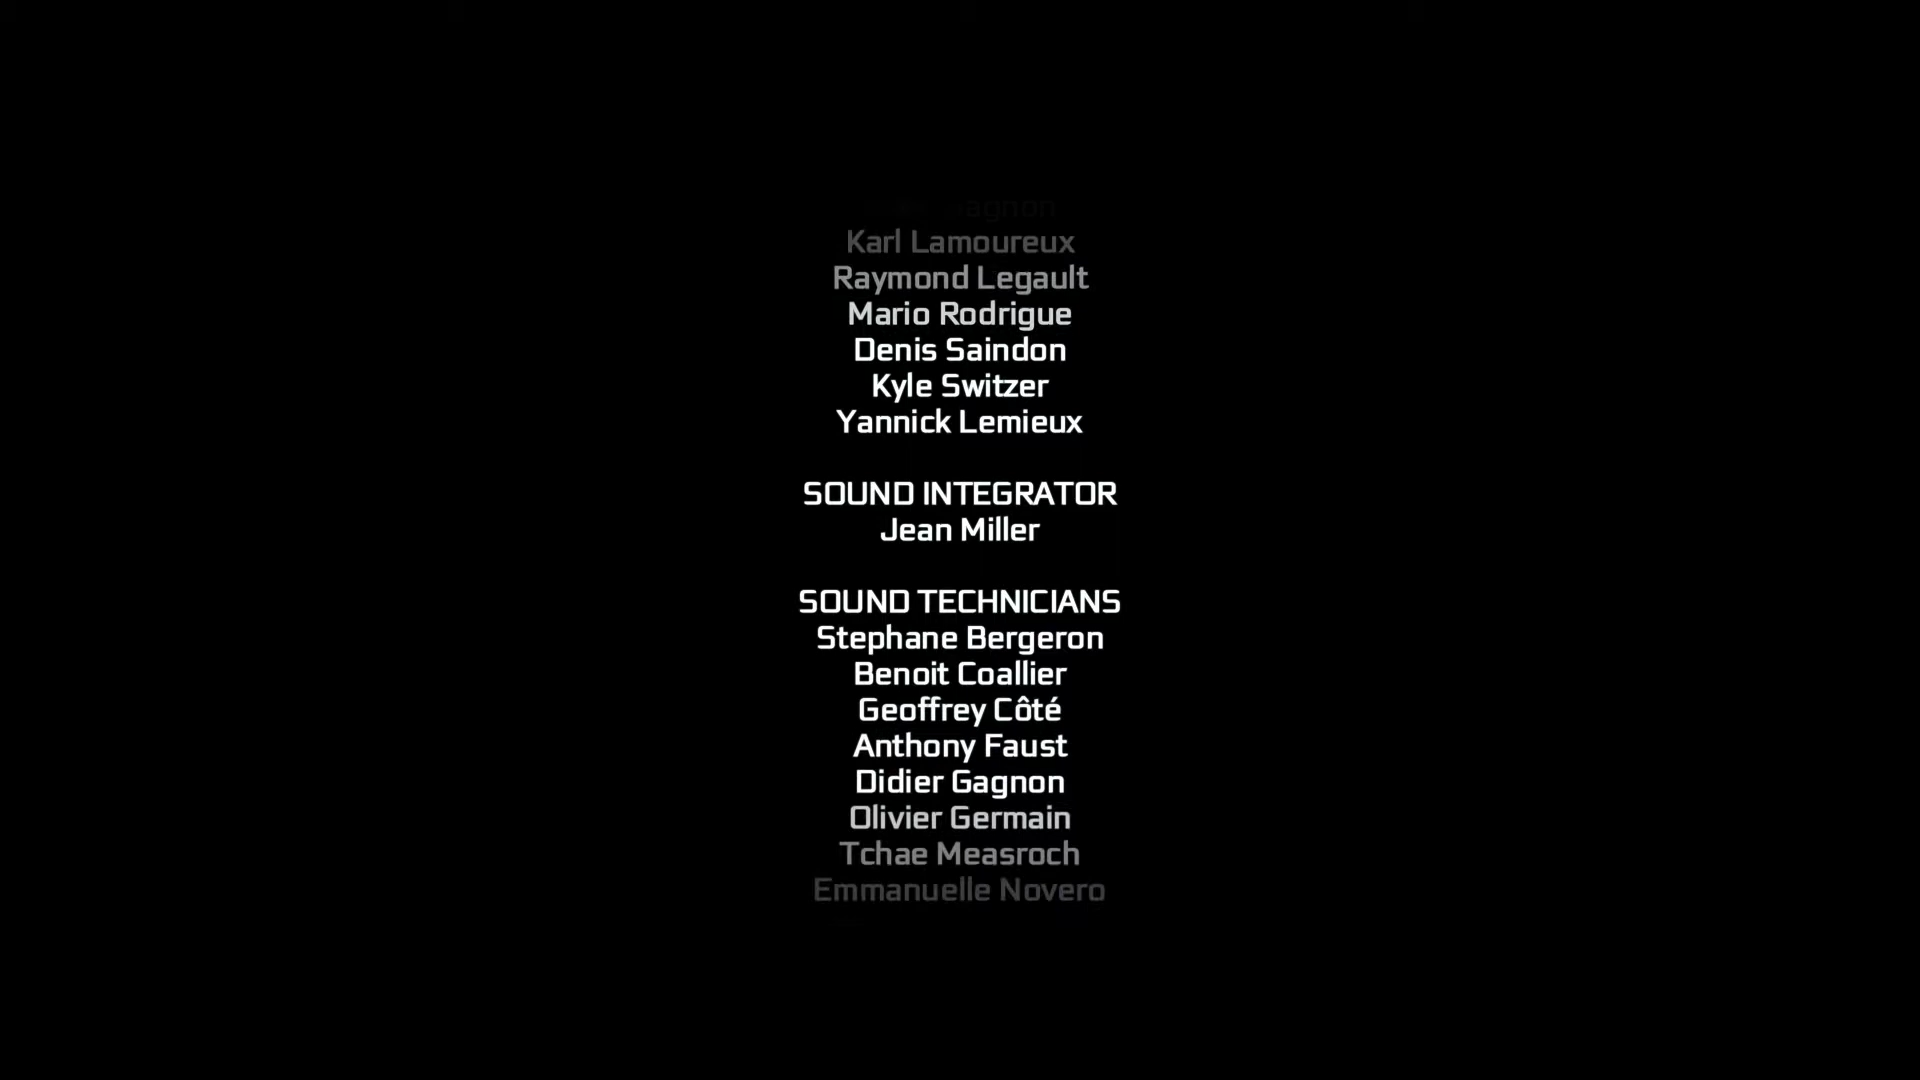 Gagnon
Karl Lamoureux
Raymond Legault
Mario Rodrigue
Denis Saindon
Kyle Switzer
Yannick Lemieux
SOUND INTEGRATOR
Jean Miller
SOUND TECHNICIANS
Stephane Bergeron
Benoit Coallier
Geoffrey Côté
Anthony Faust
Didier Gagnon
Olivier Germain
Tchae Measroch
Emmanuelle Novero